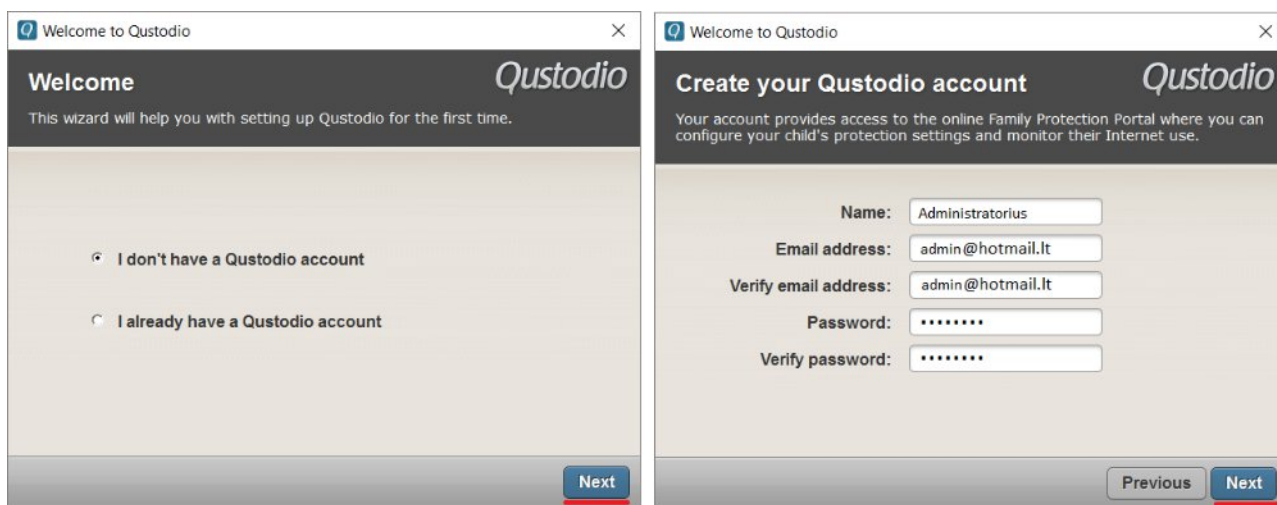 Welcome to Qustodio
Welcome
Qustodio
This wizard will help you with setting up Qustodio for the first time.
I don't have a Qustodio account
I already have a Qustodio account
Next
Welcome to Qustodio
Create your Qustodio account
Qustodio
Your account provides access to the online Family Protection Portal where you can
configure your child's protection settings and monitor their Internet use.
Name: Administratorius
Email address: admin@hotmail.lt
Verify email address: admin@hotmail.lt
Password: ••••••••
Verify password: ••••••••
Previous Next